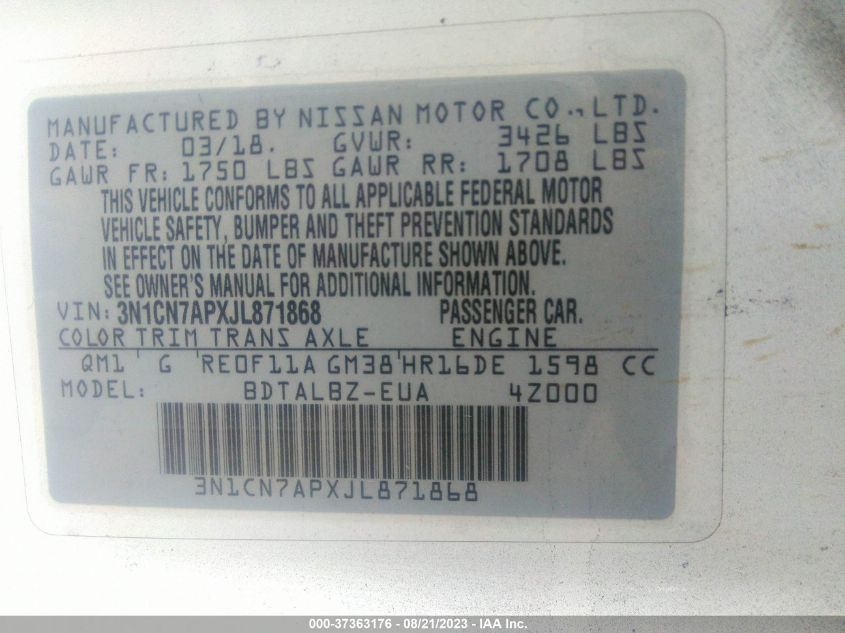 MANUFACTURED BY NISSAN MOTOR CO., LTD.
DATE: 03/18. GVWR: 3426 LBS
GAWR FR: 1750 LBS GAWR RR: 1708 LBS
THIS VEHICLE CONFORMS TO ALL APPLICABLE FEDERAL MOTOR
VEHICLE SAFETY, BUMPER AND THEFT PREVENTION STANDARDS
IN EFFECT ON THE DATE OF MANUFACTURE SHOWN ABOVE.
SEE OWNER'S MANUAL FOR ADDITIONAL INFORMATION.
VIN: 3N1CN7APXJL871868 PASSENGER CAR.
COLOR TRIM TRANS AXLE ENGINE
QM1 G RE0F11A GM38 HR16DE 1598 CC
MODEL: BDTALBZ-EUA 4Z000
3N1CN7APXJL871868
000-37363176 - 08/21/2023 - IAA Inc.